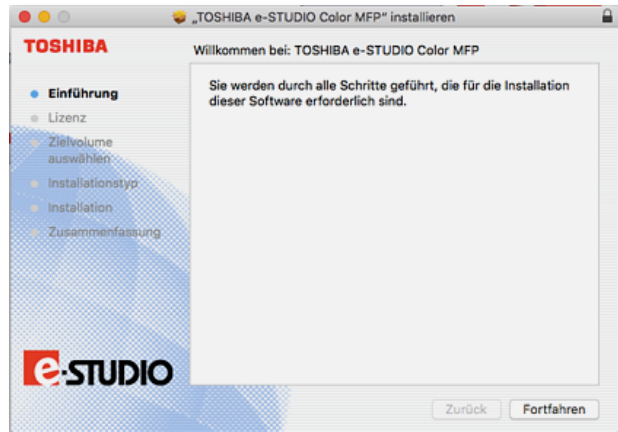 „TOSHIBA e-STUDIO Color MFP“ installieren
TOSHIBA
Willkommen bei: TOSHIBA e-STUDIO Color MFP
Sie werden durch alle Schritte geführt, die für die Installation
dieser Software erforderlich sind.
Einführung
Lizenz
Zielvolume
auswählen
Installationstyp
Installation
Zusammenfassung
e-STUDIO
Zurück
Fortfahren